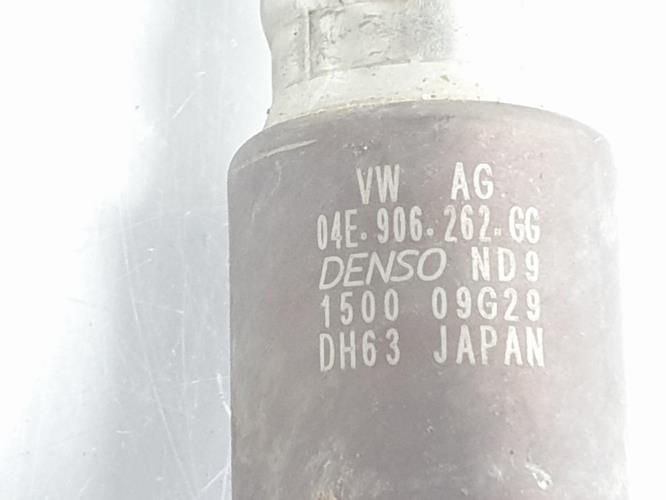 VW AG
04E.906.262.GG
DENSO ND9
1500 09G29
DH63 JAPAN